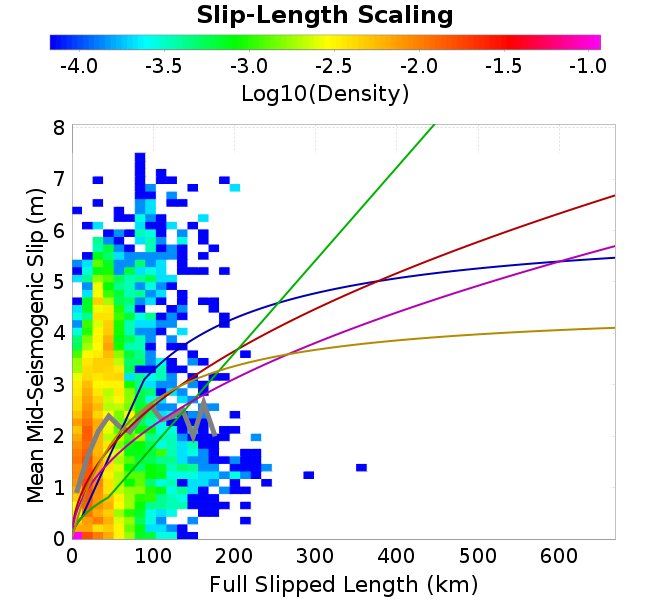 Slip-Length Scaling
-4.0 -3.5 -3.0 -2.5 -2.0 -1.5 -1.0
Log10(Density)
8
7
6
5
4
3
2
1
0
Mean Mid-Seismogenic Slip (m)
0 100 200 300 400 500 600
Full Slipped Length (km)